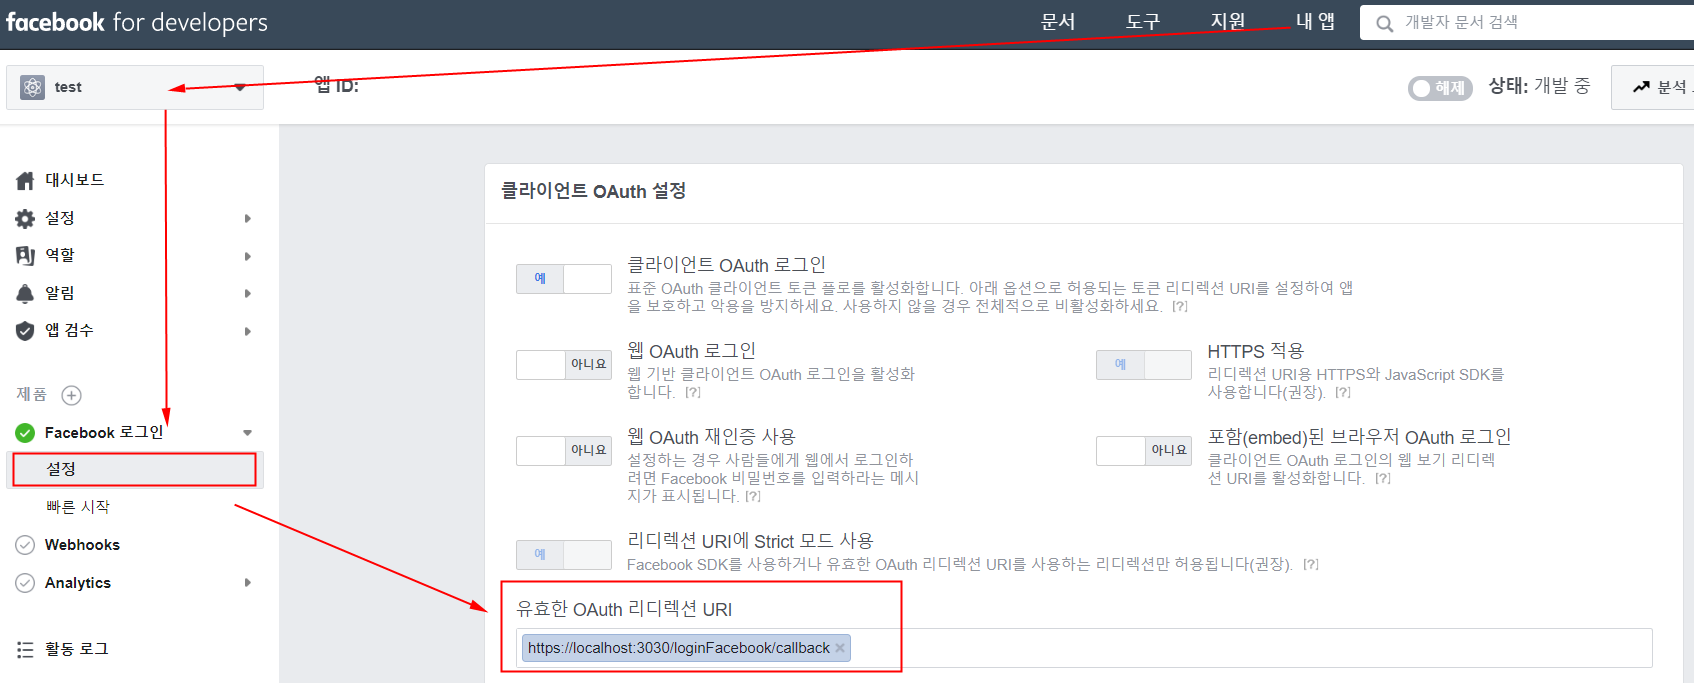 facebook for developers
문서
도구
지원
내 앱
개발자 문서 검색
test
앱 ID:
해제
상태: 개발 중
분석
대시보드
설정
역할
알림
앱 검수
제품
Facebook 로그인
설정
빠른 시작
Webhooks
Analytics
활동 로그
클라이언트 OAuth 설정
예
클라이언트 OAuth 로그인
표준 OAuth 클라이언트 토큰 플로를 활성화합니다. 아래 옵션으로 허용되는 토큰 리디렉션 URI를 설정하여 앱
을 보호하고 악용을 방지하세요. 사용하지 않을 경우 전체적으로 비활성화하세요. [?]
아니요
웹 OAuth 로그인
웹 기반 클라이언트 OAuth 로그인을 활성화
합니다. [?]
예
HTTPS 적용
리디렉션 URI용 HTTPS와 JavaScript SDK를
사용합니다(권장). [?]
아니요
웹 OAuth 재인증 사용
설정하는 경우 사람들에게 웹에서 로그인하
려면 Facebook 비밀번호를 입력하라는 메시
지가 표시됩니다. [?]
아니요
포함(embed)된 브라우저 OAuth 로그인
클라이언트 OAuth 로그인의 웹 보기 리디렉
션 URI를 활성화합니다. [?]
예
리디렉션 URI에 Strict 모드 사용
Facebook SDK를 사용하거나 유효한 OAuth 리디렉션 URI를 사용하는 리디렉션만 허용됩니다(권장). [?]
유효한 OAuth 리디렉션 URI
https://localhost:3030/loginFacebook/callback